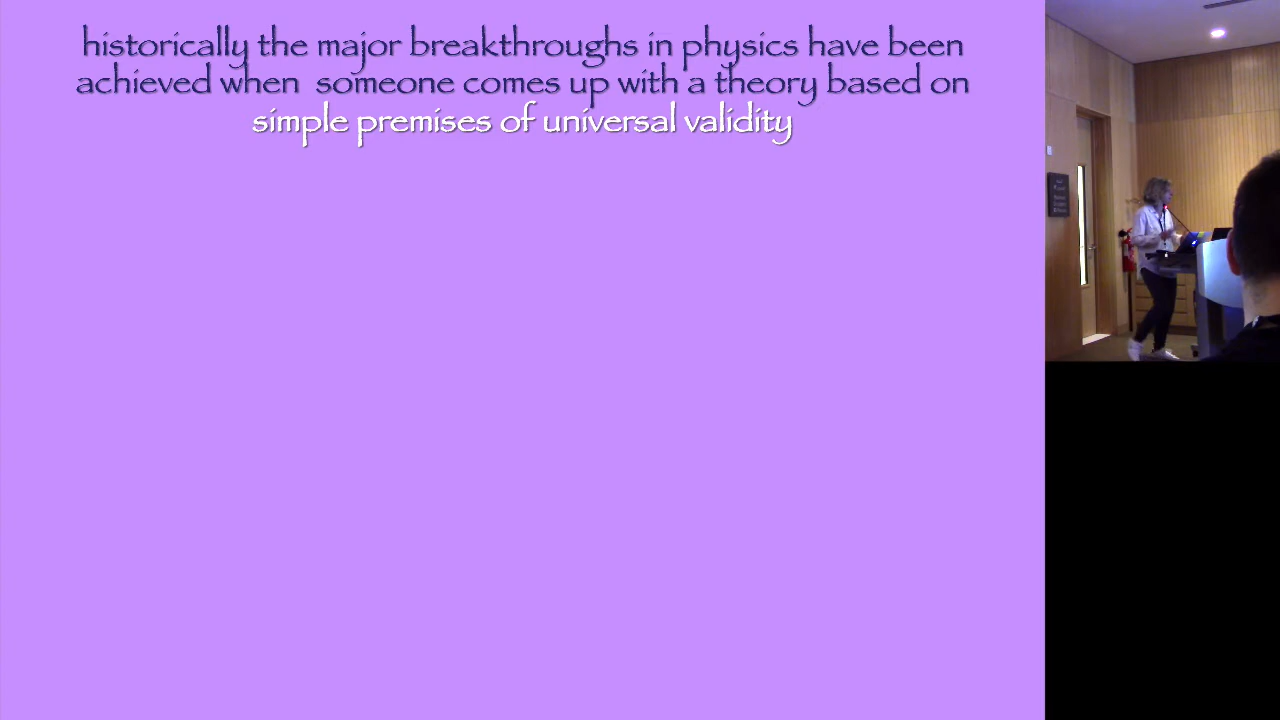 historically the major breakthroughs in physics have been
achieved when someone comes up with a theory based on
simple premises of universal validity